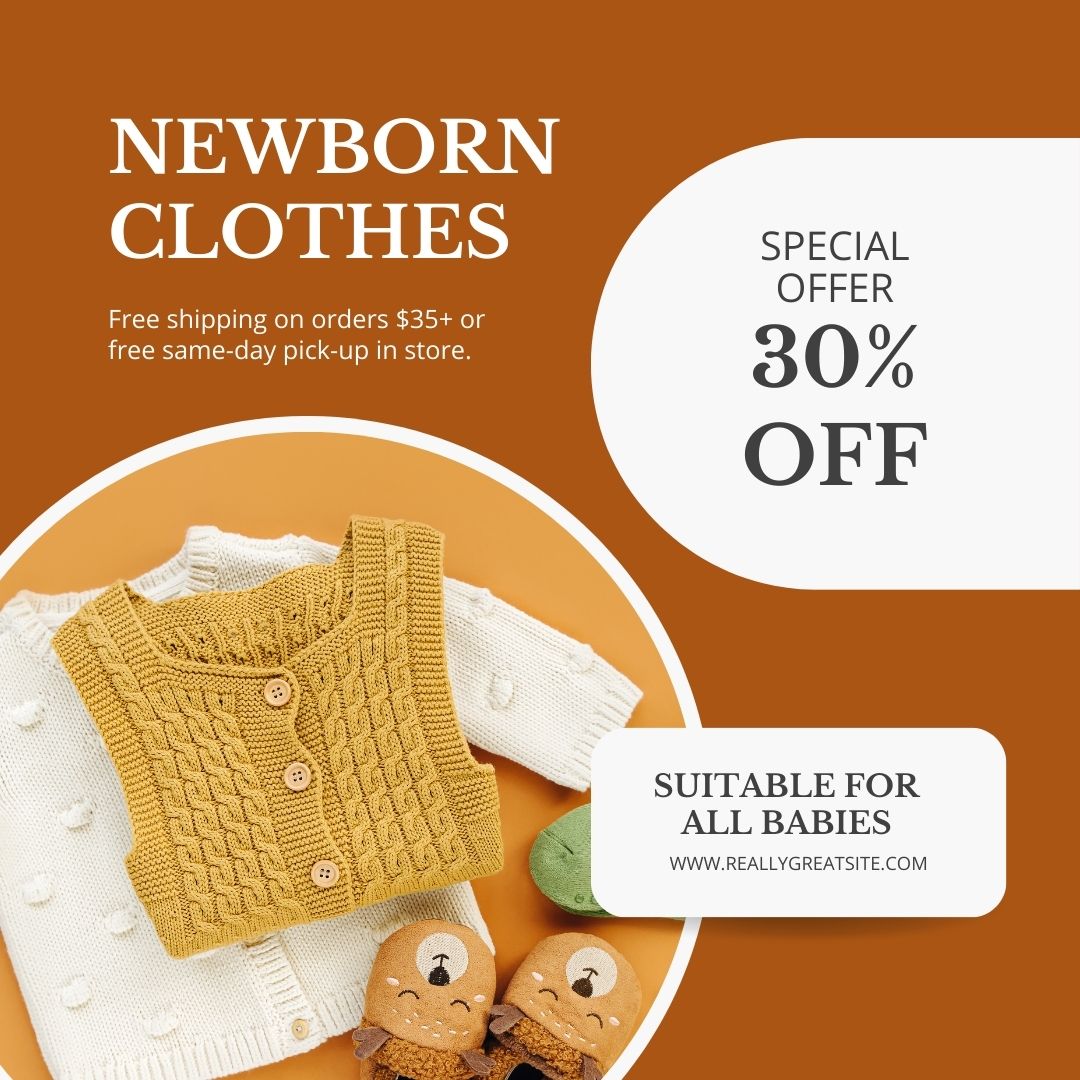 NEWBORN
CLOTHES
Free shipping on orders $35+ or
free same-day pick-up in store.
SPECIAL
OFFER
30%
OFF
SUITABLE FOR
ALL BABIES
WWW.REALLYGREATSITE.COM